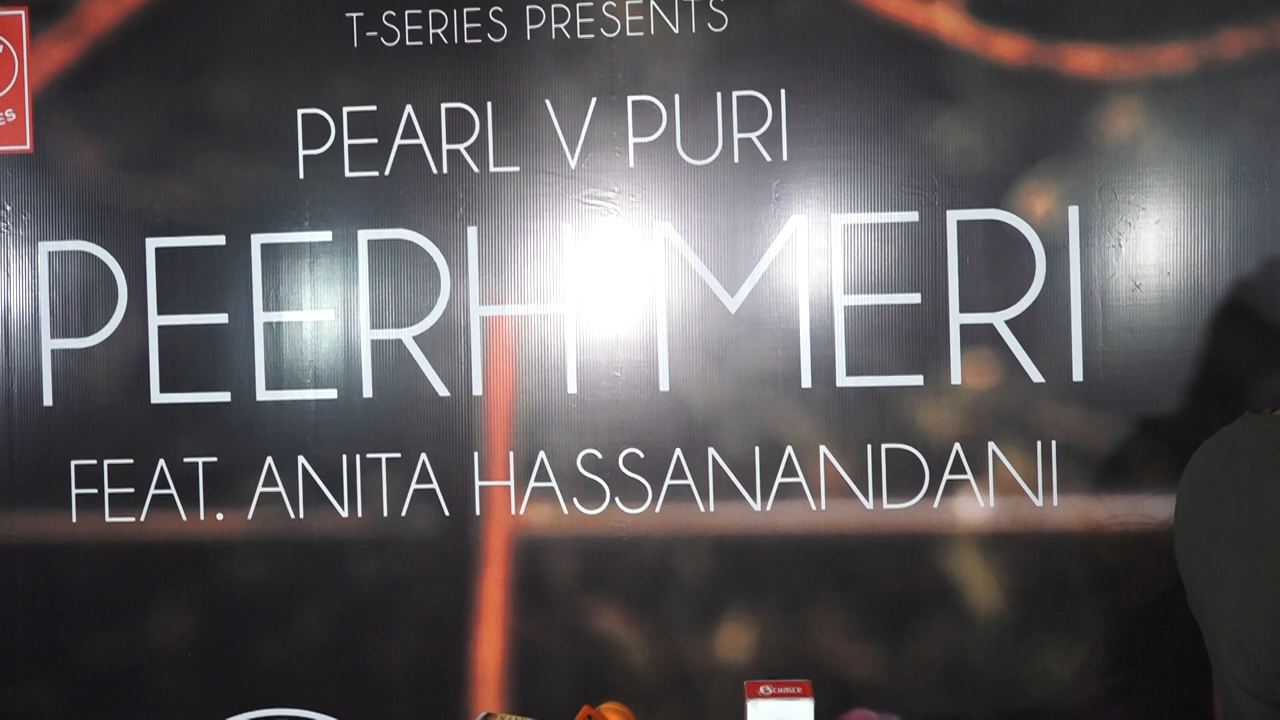 T-SERIES PRESENTS
PEARL V PURI
PEERH MERI
FEAT. ANITA HASSANANDANI